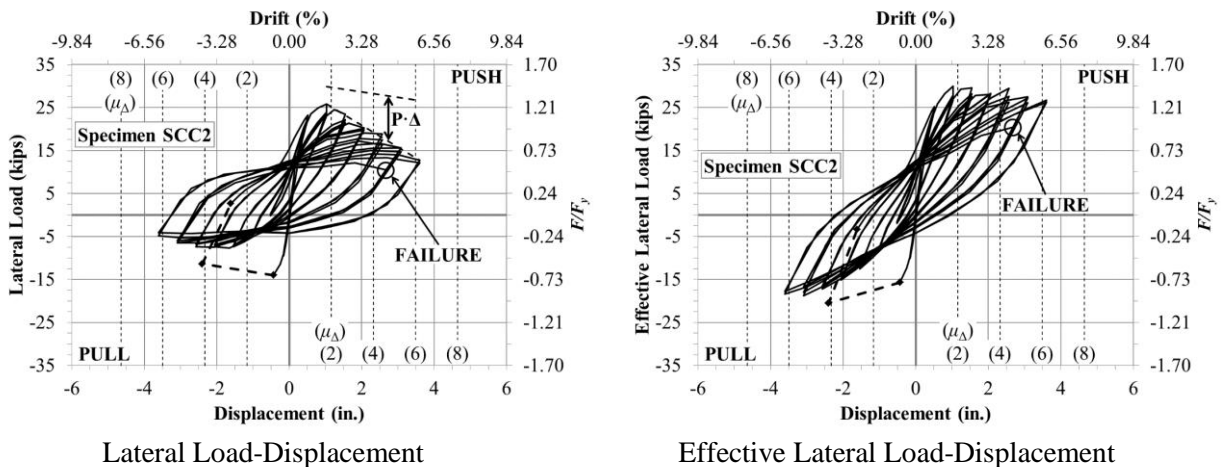 Drift (%)
-9.84 -6.56 -3.28 0.00 3.28 6.56 9.84
35 25 15 5 -5 -15 -25 -35
Lateral Load (kips)
(8) (6) (4) (2)
(μΔ)
PUSH
Specimen SCC2
P·Δ
FAILURE
(μΔ)
PULL
(2) (4) (6) (8)
1.70 1.21 0.73 0.24 -0.24 -0.73 -1.21 -1.70
F/Fy
-6 -4 -2 0 2 4 6
Displacement (in.)
Lateral Load-Displacement
Drift (%)
-9.84 -6.56 -3.28 0.00 3.28 6.56 9.84
35 25 15 5 -5 -15 -25 -35
Effective Lateral Load (kips)
(8) (6) (4) (2)
(μΔ)
PUSH
Specimen SCC2
FAILURE
(μΔ)
PULL
(2) (4) (6) (8)
1.70 1.21 0.73 0.24 -0.24 -0.73 -1.21 -1.70
F/Fy
-6 -4 -2 0 2 4 6
Displacement (in.)
Effective Lateral Load-Displacement